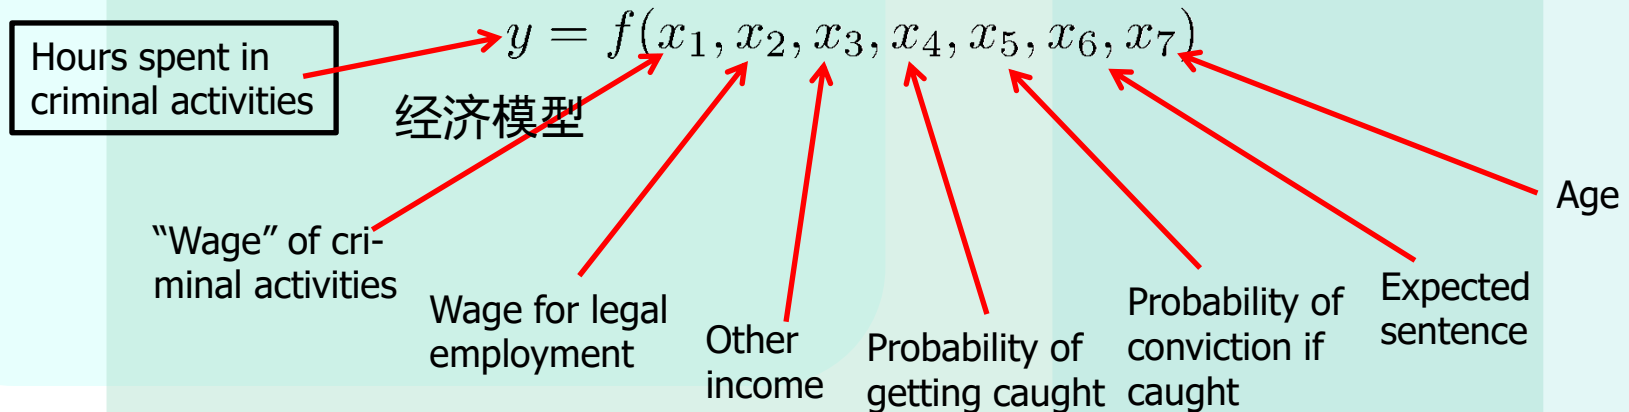 y = f(x₁, x₂, x₃, x₄, x₅, x₆, x₇)
Hours spent in
criminal activities
经济模型
Age
“Wage” of cri-
minal activities
Wage for legal
employment
Other
income
Probability of
getting caught
Probability of
conviction if
caught
Expected
sentence